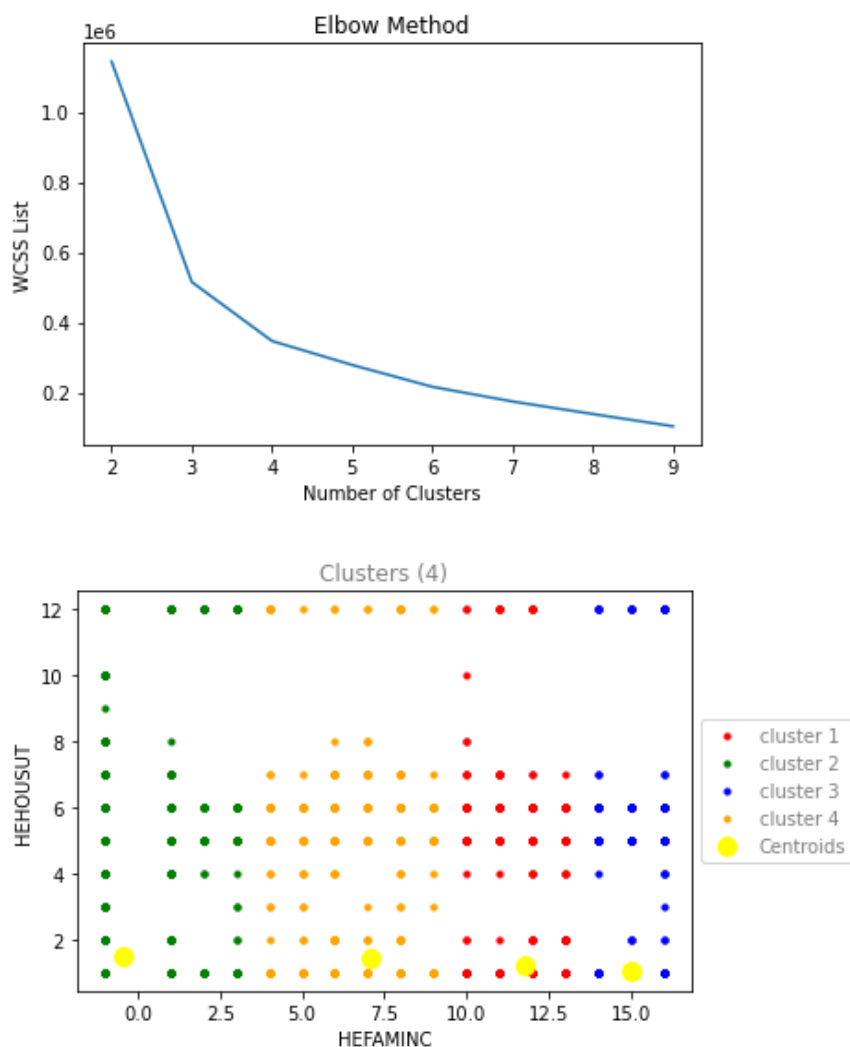 Elbow Method
1e6
1.0
0.8
0.6
0.4
0.2
WCSS List
2 3 4 5 6 7 8 9
Number of Clusters
Clusters (4)
12
10
8
6
4
2
HEHOUSUT
0.0 2.5 5.0 7.5 10.0 12.5 15.0
HEFAMINC
cluster 1
cluster 2
cluster 3
cluster 4
Centroids